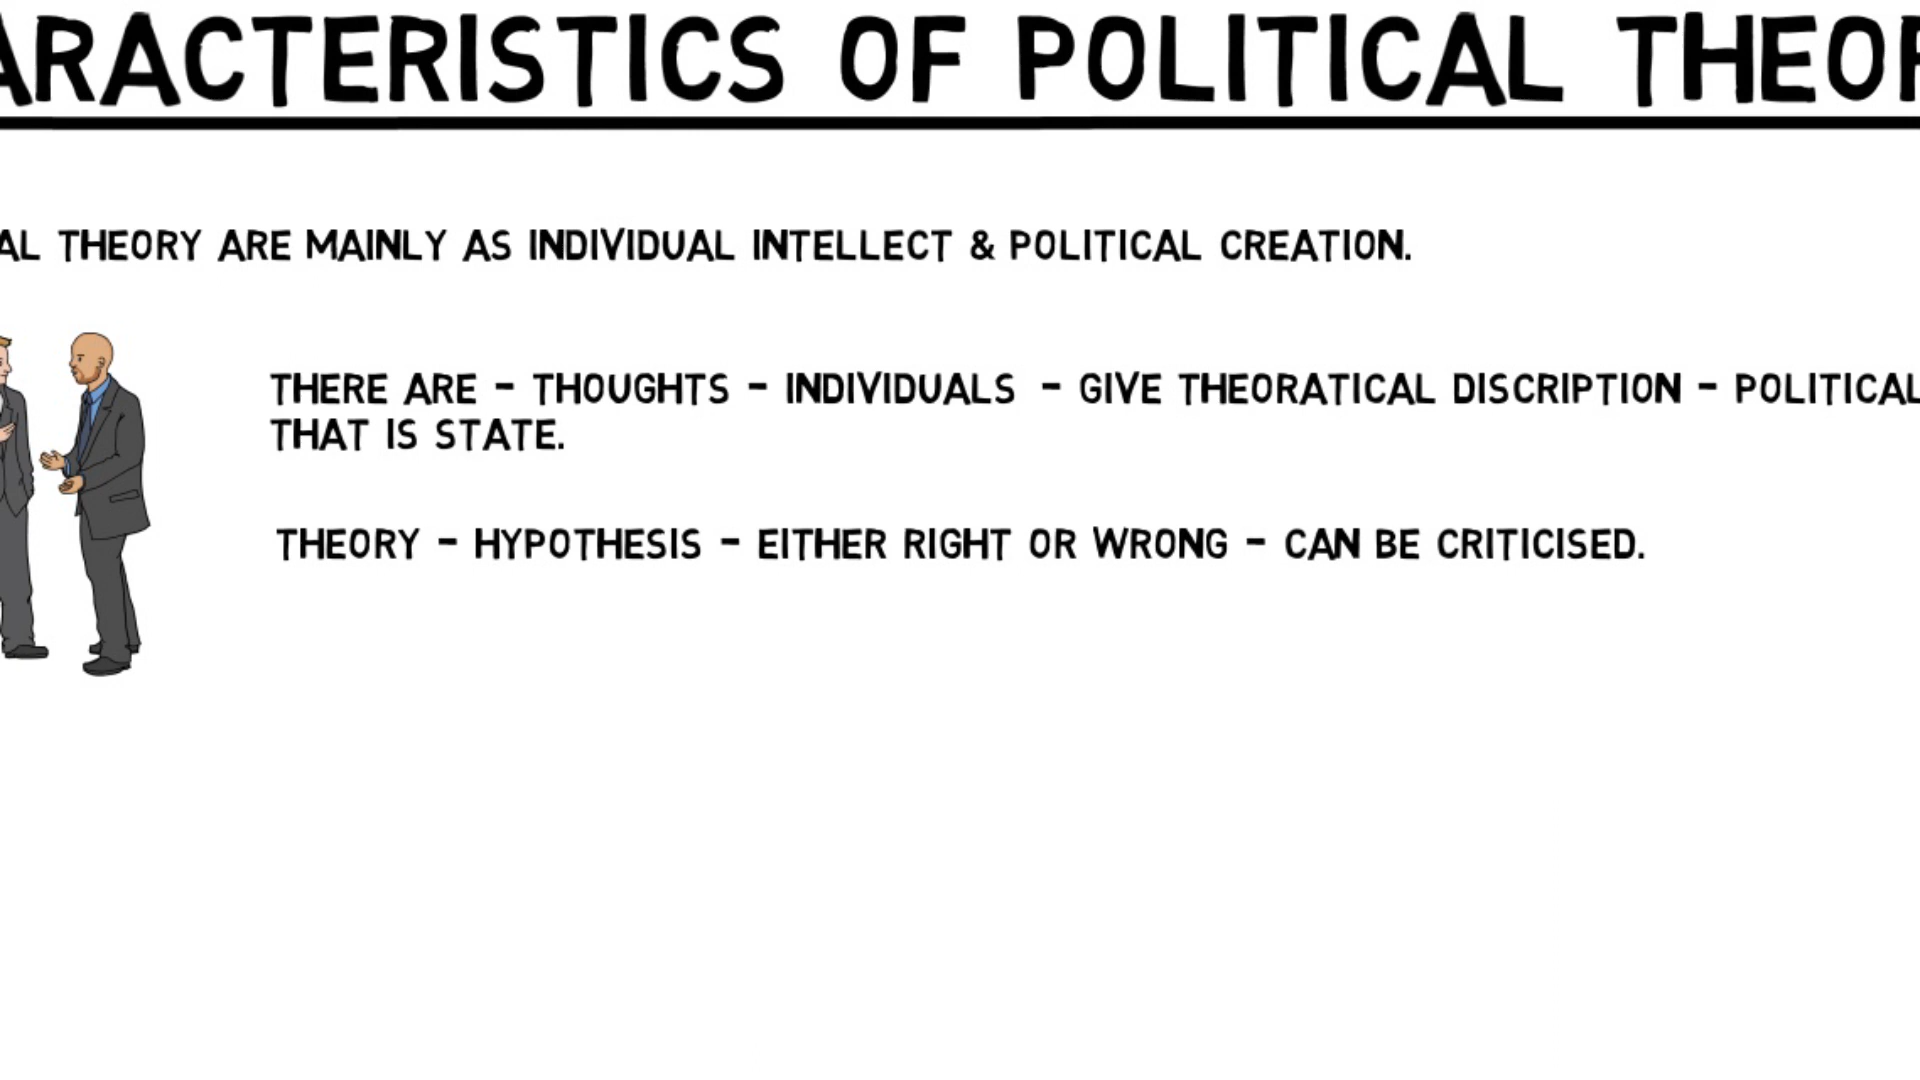 ARACTERISTICS OF POLITICAL THEOR
AL THEORY ARE MAINLY AS INDIVIDUAL INTELLECT & POLITICAL CREATION.
THERE ARE - THOUGHTS - INDIVIDUALS - GIVE THEORATICAL DISCRIPTION - POLITICAL
THAT IS STATE.
THEORY - HYPOTHESIS - EITHER RIGHT OR WRONG - CAN BE CRITICISED.